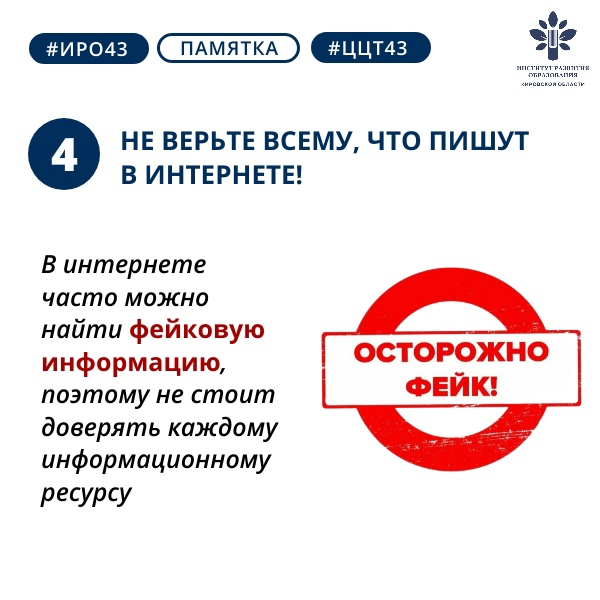 #ИРО43
ПАМЯТКА
#ЦЦТ43
ИНСТИТУТ РАЗВИТИЯ
ОБРАЗОВАНИЯ
КИРОВСКОЙ ОБЛАСТИ
4
НЕ ВЕРЬТЕ ВСЕМУ, ЧТО ПИШУТ
В ИНТЕРНЕТЕ!
В интернете
часто можно
найти фейковую
информацию,
поэтому не стоит
доверять каждому
информационному
ресурсу
ОСТОРОЖНО
ФЕЙК!